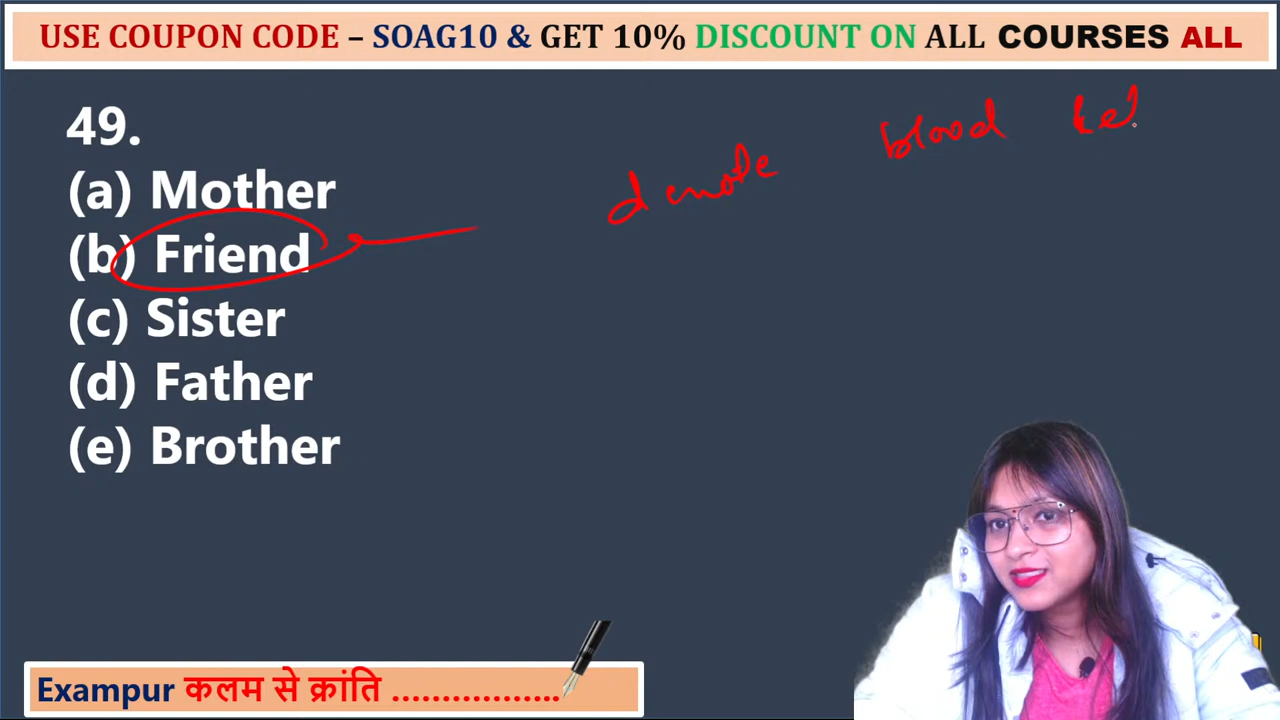 USE COUPON CODE – SOAG10 & GET 10% DISCOUNT ON ALL COURSES ALL
49.
(a) Mother
(b) Friend
(c) Sister
(d) Father
(e) Brother
denote blood rel
Exampur कलम से क्रांति ..................